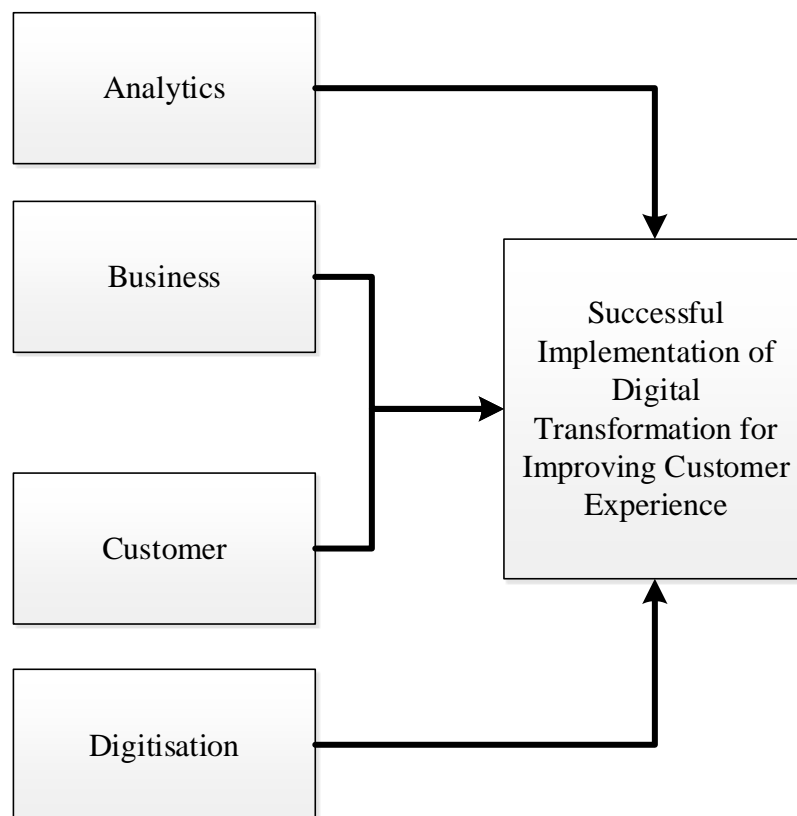 Analytics
Business
Successful
Implementation of
Digital
Transformation for
Improving Customer
Experience
Customer
Digitisation